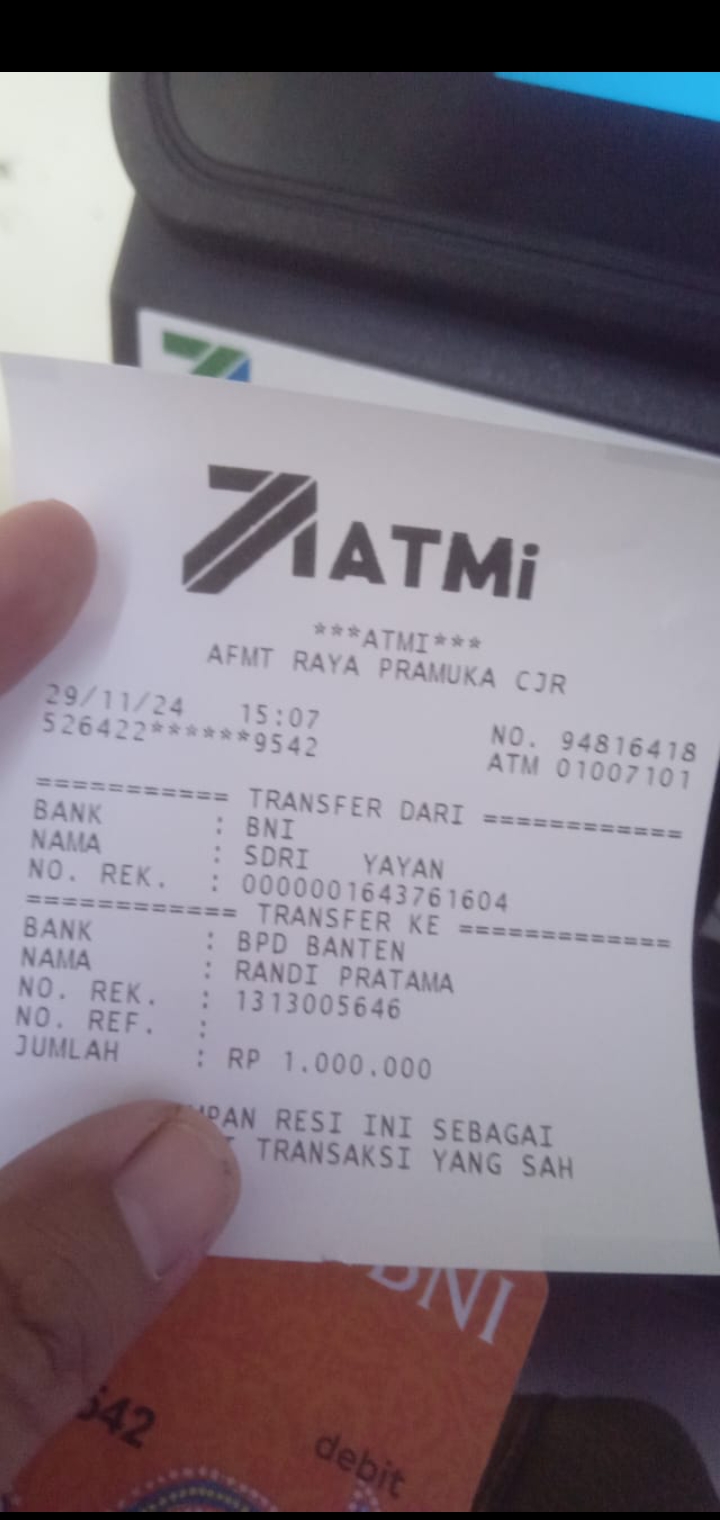 ATMi
***ATMI***
AFMT RAYA PRAMUKA CJR
29/11/24 15:07 NO. 94816418
526422******9542 ATM 01007101
=========== TRANSFER DARI ============
BANK : BNI
NAMA : SDRI YAYAN
NO. REK. : 0000001643761604
============ TRANSFER KE =============
BANK : BPD BANTEN
NAMA : RANDI PRATAMA
NO. REK. : 1313005646
NO. REF. :
JUMLAH : RP 1.000.000
RESI INI SEBAGAI
TRANSAKSI YANG SAH
BNI
542
debit